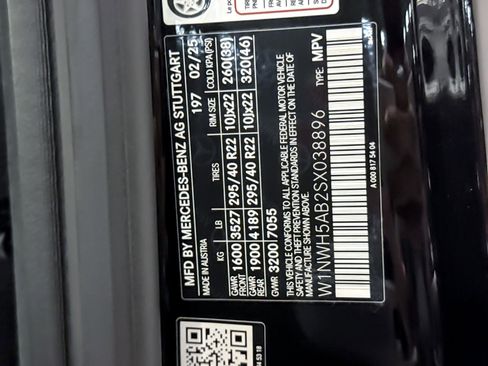 MFD BY MERCEDES-BENZ AG STUTTGART
MADE IN AUSTRIA 197 02/25
KG LB TIRES RIM SIZE COLD KPA(PSI)
GAWR FRONT 1600 3527 295/40 R22 10Jx22 260(38)
GAWR REAR 1900 4189 295/40 R22 10Jx22 320(46)
GVWR 3200 7055
THIS VEHICLE CONFORMS TO ALL APPLICABLE FEDERAL MOTOR VEHICLE
SAFETY AND THEFT PREVENTION STANDARDS IN EFFECT ON THE DATE OF
MANUFACTURE SHOWN ABOVE.
W1NWH5AB2SX038896 TYPE: MPV
A 000 817 54 04